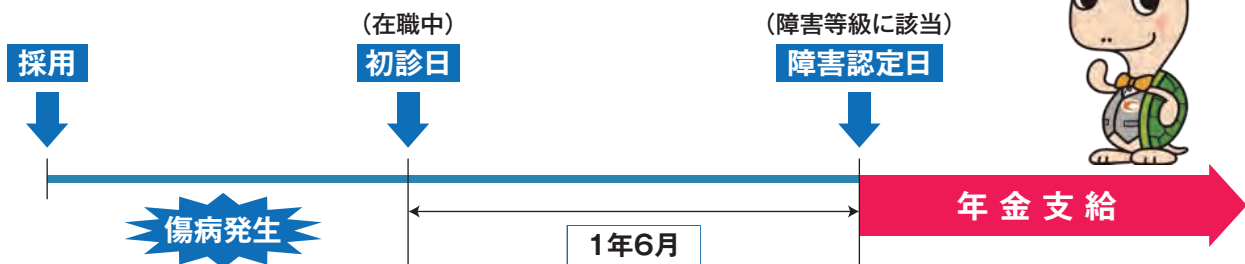 (在職中)
(障害等級に該当)
採用
初診日
障害認定日
年金支給
傷病発生
1年6月